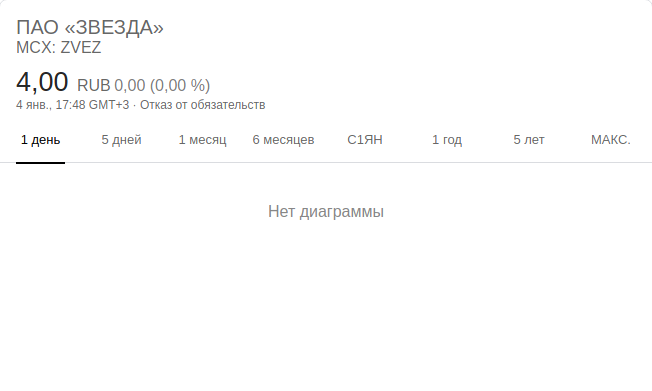 ПАО «ЗВЕЗДА»
MCX: ZVEZ
4,00 RUB 0,00 (0,00 %)
4 янв., 17:48 GMT+3 · Отказ от обязательств
1 день 5 дней 1 месяц 6 месяцев С1ЯН 1 год 5 лет МАКС.
Нет диаграммы